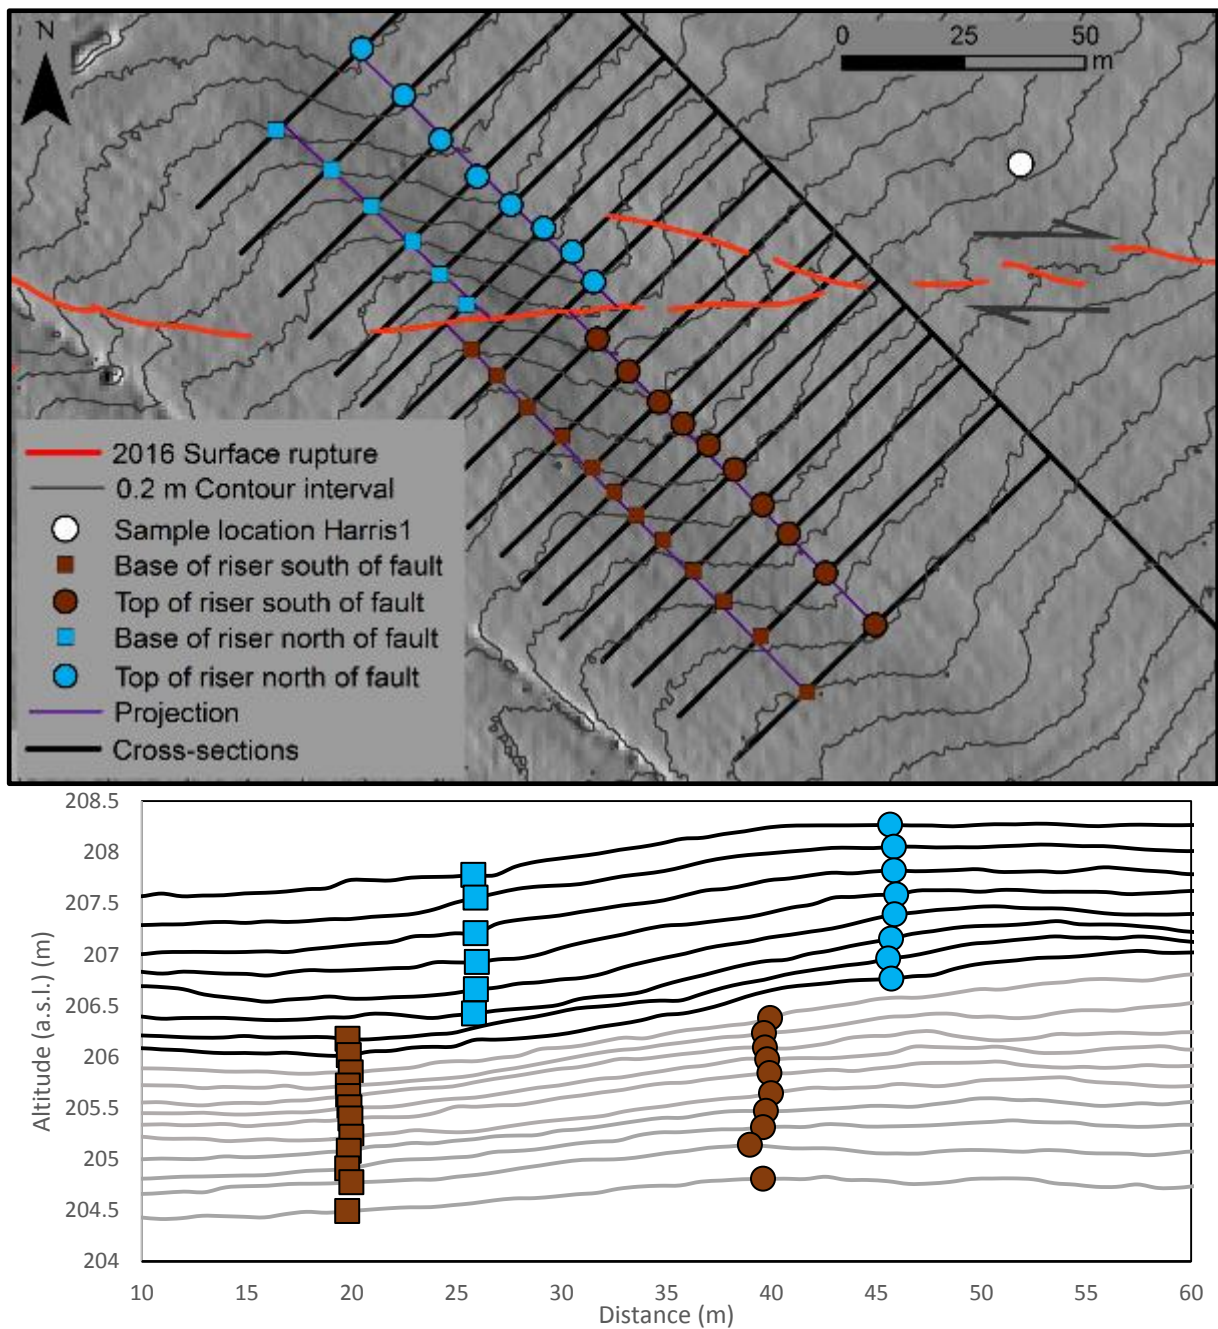 N
0 25 50
m
2016 Surface rupture
0.2 m Contour interval
Sample location Harris1
Base of riser south of fault
Top of riser south of fault
Base of riser north of fault
Top of riser north of fault
Projection
Cross-sections
208.5
208
207.5
207
206.5
206
205.5
205
204.5
204
Altitude (a.s.l.) (m)
10 15 20 25 30 35 40 45 50 55 60
Distance (m)